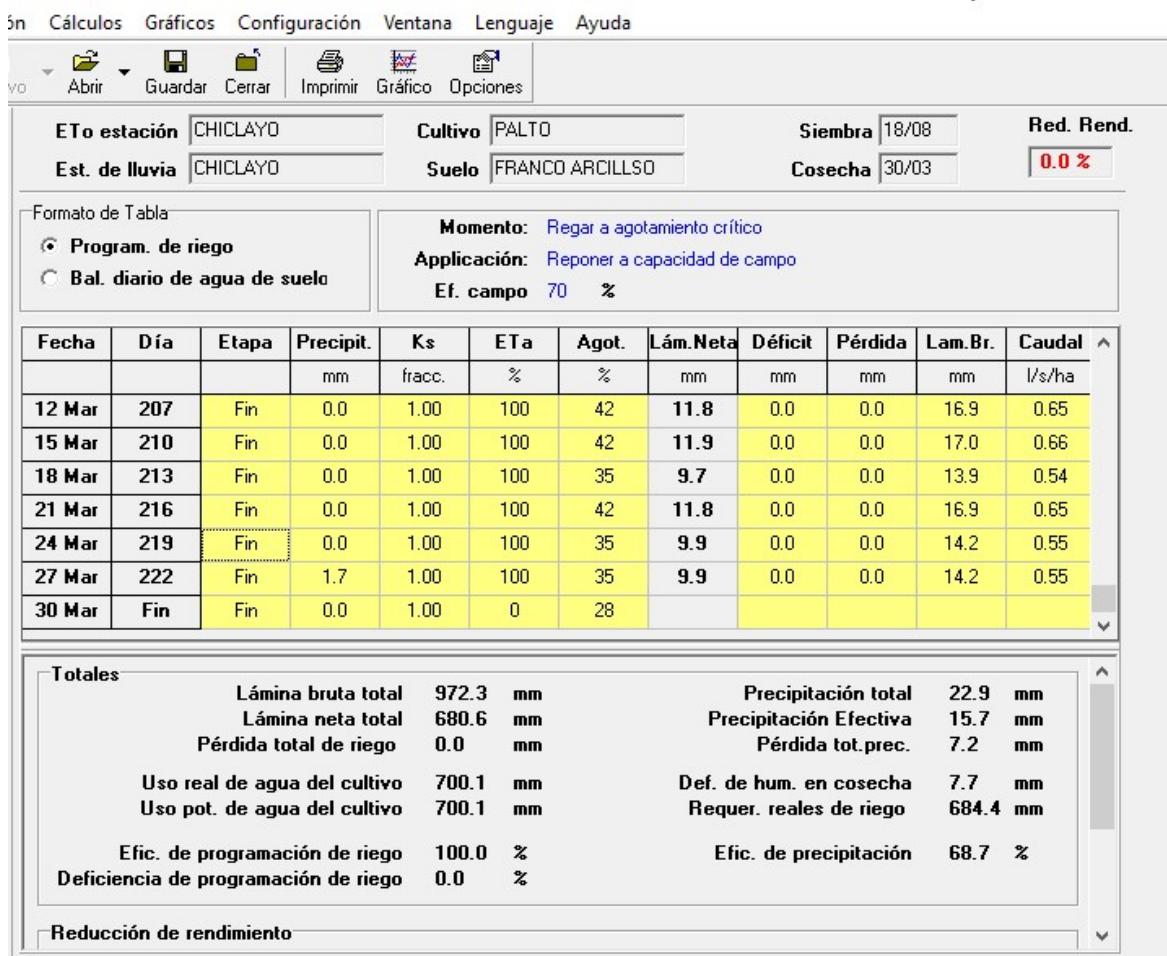 ón Cálculos Gráficos Configuración Ventana Lenguaje Ayuda
vo Abrir Guardar Cerrar Imprimir Gráfico Opciones
ETo estación CHICLAYO Cultivo PALTO Siembra 18/08 Red. Rend.
Est. de lluvia CHICLAYO Suelo FRANCO ARCILLSO Cosecha 30/03 0.0 %
Formato de Tabla
Program. de riego
Bal. diario de agua de suelo
Momento: Regar a agotamiento crítico
Applicación: Reponer a capacidad de campo
Ef. campo 70 %
Fecha Día Etapa Precipit. Ks ETa Agot. Lám.Neta Déficit Pérdida Lam.Br. Caudal
mm fracc. % % mm mm mm mm l/s/ha
12 Mar 207 Fin 0.0 1.00 100 42 11.8 0.0 0.0 16.9 0.65
15 Mar 210 Fin 0.0 1.00 100 42 11.9 0.0 0.0 17.0 0.66
18 Mar 213 Fin 0.0 1.00 100 35 9.7 0.0 0.0 13.9 0.54
21 Mar 216 Fin 0.0 1.00 100 42 11.8 0.0 0.0 16.9 0.65
24 Mar 219 Fin 0.0 1.00 100 35 9.9 0.0 0.0 14.2 0.55
27 Mar 222 Fin 1.7 1.00 100 35 9.9 0.0 0.0 14.2 0.55
30 Mar Fin Fin 0.0 1.00 0 28
Totales
Lámina bruta total 972.3 mm Precipitación total 22.9 mm
Lámina neta total 680.6 mm Precipitación Efectiva 15.7 mm
Pérdida total de riego 0.0 mm Pérdida tot.prec. 7.2 mm
Uso real de agua del cultivo 700.1 mm Def. de hum. en cosecha 7.7 mm
Uso pot. de agua del cultivo 700.1 mm Requer. reales de riego 684.4 mm
Efic. de programación de riego 100.0 % Efic. de precipitación 68.7 %
Deficiencia de programación de riego 0.0 %
Reducción de rendimiento